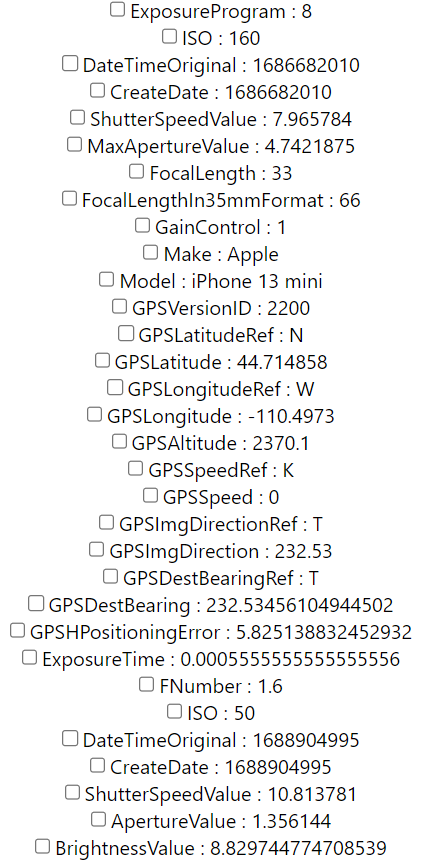 ExposureProgram : 8
ISO : 160
DateTimeOriginal : 1686682010
CreateDate : 1686682010
ShutterSpeedValue : 7.965784
MaxApertureValue : 4.7421875
FocalLength : 33
FocalLengthIn35mmFormat : 66
GainControl : 1
Make : Apple
Model : iPhone 13 mini
GPSVersionID : 2200
GPSLatitudeRef : N
GPSLatitude : 44.714858
GPSLongitudeRef : W
GPSLongitude : -110.4973
GPSAltitude : 2370.1
GPSSpeedRef : K
GPSSpeed : 0
GPSImgDirectionRef : T
GPSImgDirection : 232.53
GPSDestBearingRef : T
GPSDestBearing : 232.53456104944502
GPSHPositioningError : 5.825138832452932
ExposureTime : 0.0005555555555555556
FNumber : 1.6
ISO : 50
DateTimeOriginal : 1688904995
CreateDate : 1688904995
ShutterSpeedValue : 10.813781
ApertureValue : 1.356144
BrightnessValue : 8.829744774708539